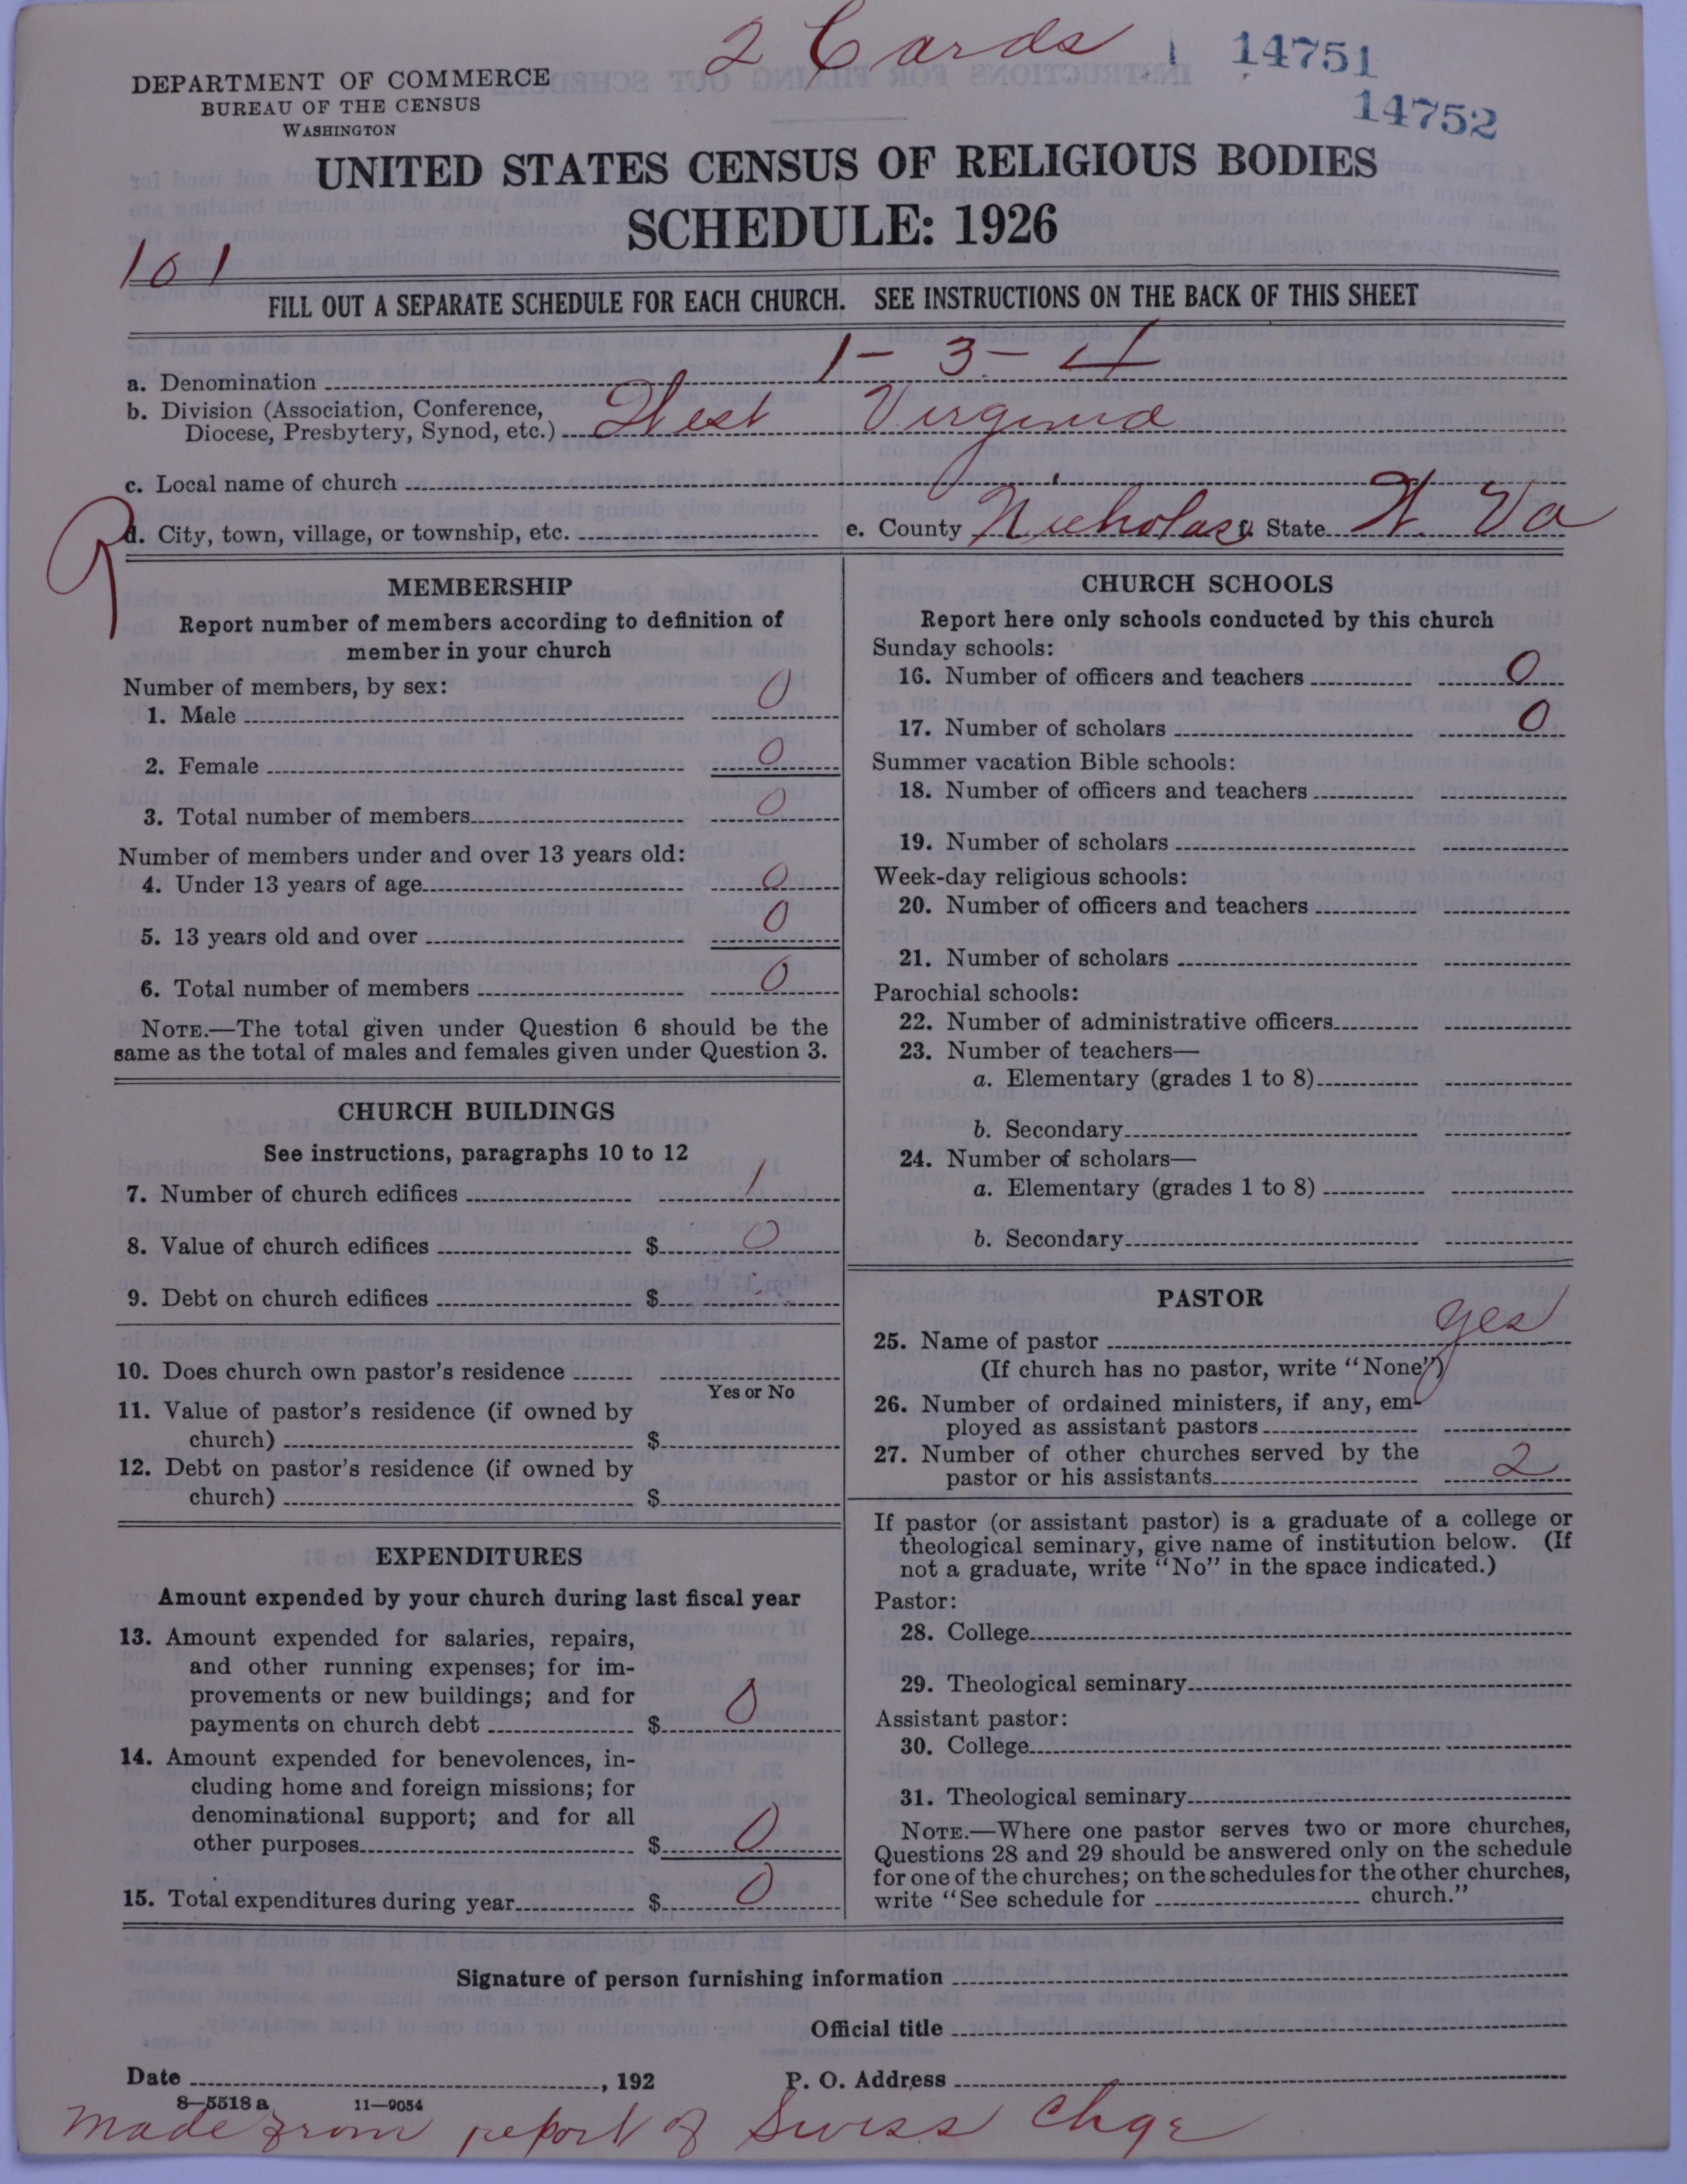 2 Cards
14751
14752
DEPARTMENT OF COMMERCE
BUREAU OF THE CENSUS
WASHINGTON
UNITED STATES CENSUS OF RELIGIOUS BODIES
SCHEDULE: 1926
101
FILL OUT A SEPARATE SCHEDULE FOR EACH CHURCH. SEE INSTRUCTIONS ON THE BACK OF THIS SHEET
a. Denomination 1-3-4
b. Division (Association, Conference,
Diocese, Presbytery, Synod, etc.) West Virginia
c. Local name of church
d. City, town, village, or township, etc. e. County Nicholas f. State W. Va
MEMBERSHIP
Report number of members according to definition of
member in your church
Number of members, by sex:
1. Male 0
2. Female 0
3. Total number of members 0
Number of members under and over 13 years old:
4. Under 13 years of age 0
5. 13 years old and over 0
6. Total number of members 0
NOTE.—The total given under Question 6 should be the
same as the total of males and females given under Question 3.
CHURCH BUILDINGS
See instructions, paragraphs 10 to 12
7. Number of church edifices 1
8. Value of church edifices $ 0
9. Debt on church edifices $
10. Does church own pastor's residence
Yes or No
11. Value of pastor's residence (if owned by
church) $
12. Debt on pastor's residence (if owned by
church) $
EXPENDITURES
Amount expended by your church during last fiscal year
13. Amount expended for salaries, repairs,
and other running expenses; for im-
provements or new buildings; and for
payments on church debt $ 0
14. Amount expended for benevolences, in-
cluding home and foreign missions; for
denominational support; and for all
other purposes $ 0
15. Total expenditures during year $ 0
CHURCH SCHOOLS
Report here only schools conducted by this church
Sunday schools:
16. Number of officers and teachers 0
17. Number of scholars 0
Summer vacation Bible schools:
18. Number of officers and teachers
19. Number of scholars
Week-day religious schools:
20. Number of officers and teachers
21. Number of scholars
Parochial schools:
22. Number of administrative officers
23. Number of teachers—
a. Elementary (grades 1 to 8)
b. Secondary
24. Number of scholars—
a. Elementary (grades 1 to 8)
b. Secondary
PASTOR
25. Name of pastor yes
(If church has no pastor, write "None")
26. Number of ordained ministers, if any, em-
ployed as assistant pastors
27. Number of other churches served by the
pastor or his assistants 2
If pastor (or assistant pastor) is a graduate of a college or
theological seminary, give name of institution below. (If
not a graduate, write "No" in the space indicated.)
Pastor:
28. College
29. Theological seminary
Assistant pastor:
30. College
31. Theological seminary
NOTE.—Where one pastor serves two or more churches,
Questions 28 and 29 should be answered only on the schedule
for one of the churches; on the schedules for the other churches,
write "See schedule for church."
Signature of person furnishing information
Official title
Date , 192 P. O. Address
8—5518 a 11—9054
made from report of Swiss Chge